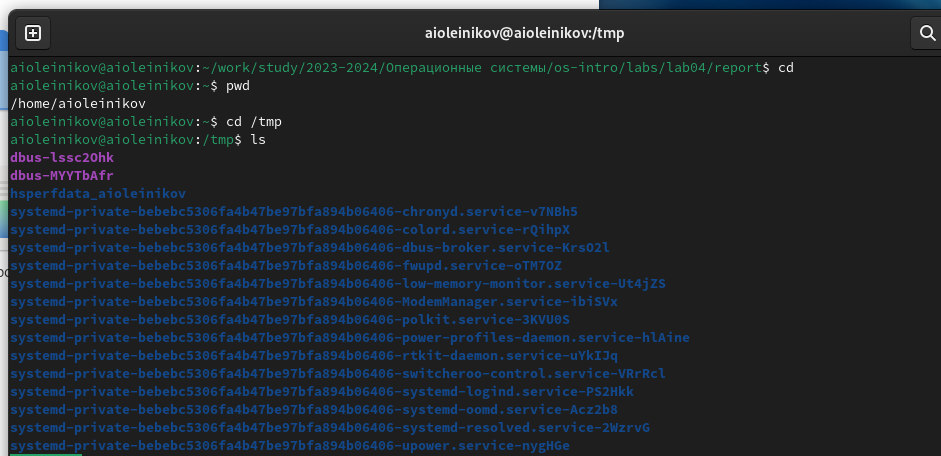 aioleinikov@aioleinikov:/tmp
aioleinikov@aioleinikov:~/work/study/2023-2024/Операционные системы/os-intro/labs/lab04/report$ cd
aioleinikov@aioleinikov:~$ pwd
/home/aioleinikov
aioleinikov@aioleinikov:~$ cd /tmp
aioleinikov@aioleinikov:/tmp$ ls
dbus-lssc2Ohk
dbus-MYYTbAfr
hsperfdata_aioleinikov
systemd-private-bebebc5306fa4b47be97bfa894b06406-chronyd.service-v7NBh5
systemd-private-bebebc5306fa4b47be97bfa894b06406-colord.service-rQihpX
systemd-private-bebebc5306fa4b47be97bfa894b06406-dbus-broker.service-KrsO2l
systemd-private-bebebc5306fa4b47be97bfa894b06406-fwupd.service-oTM7OZ
systemd-private-bebebc5306fa4b47be97bfa894b06406-low-memory-monitor.service-Ut4jZS
systemd-private-bebebc5306fa4b47be97bfa894b06406-ModemManager.service-ibiSVx
systemd-private-bebebc5306fa4b47be97bfa894b06406-polkit.service-3KVU0S
systemd-private-bebebc5306fa4b47be97bfa894b06406-power-profiles-daemon.service-hlAine
systemd-private-bebebc5306fa4b47be97bfa894b06406-rtkit-daemon.service-uYkIJq
systemd-private-bebebc5306fa4b47be97bfa894b06406-switcheroo-control.service-VRrRcl
systemd-private-bebebc5306fa4b47be97bfa894b06406-systemd-logind.service-PS2Hkk
systemd-private-bebebc5306fa4b47be97bfa894b06406-systemd-oomd.service-Acz2b8
systemd-private-bebebc5306fa4b47be97bfa894b06406-systemd-resolved.service-2WzrvG
systemd-private-bebebc5306fa4b47be97bfa894b06406-upower.service-nygHGe